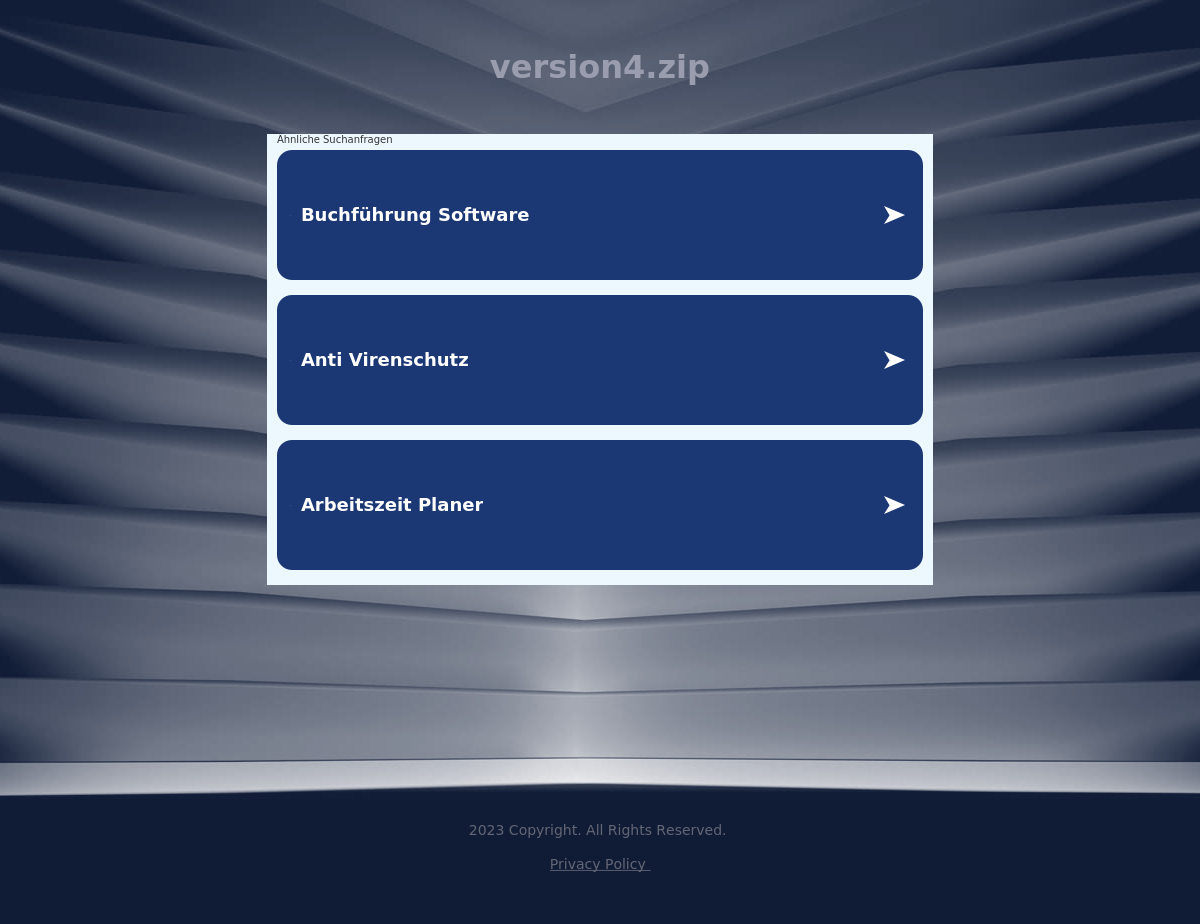 version4.zip
Ähnliche Suchanfragen
Buchführung Software
Anti Virenschutz
Arbeitszeit Planer
2023 Copyright. All Rights Reserved.
Privacy Policy